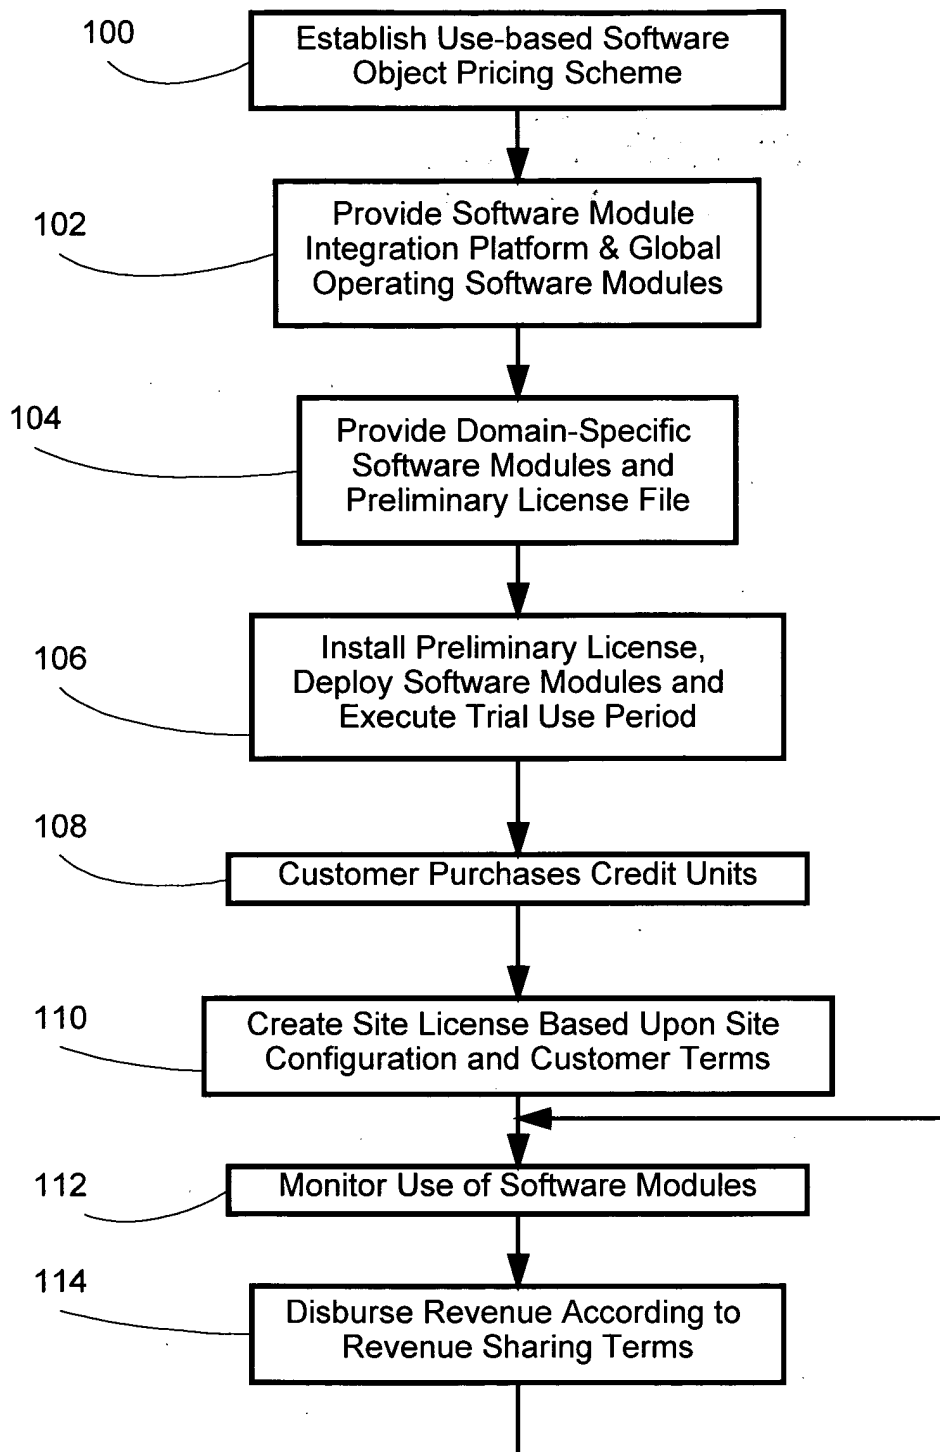 100
Establish Use-based Software
Object Pricing Scheme
102
Provide Software Module
Integration Platform & Global
Operating Software Modules
104
Provide Domain-Specific
Software Modules and
Preliminary License File
106
Install Preliminary License,
Deploy Software Modules and
Execute Trial Use Period
108
Customer Purchases Credit Units
110
Create Site License Based Upon Site
Configuration and Customer Terms
112
Monitor Use of Software Modules
114
Disburse Revenue According to
Revenue Sharing Terms